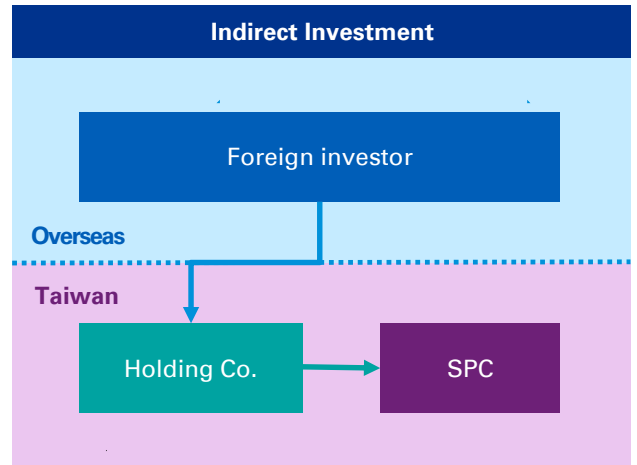 Indirect Investment
Foreign investor
Overseas
Taiwan
Holding Co.
SPC